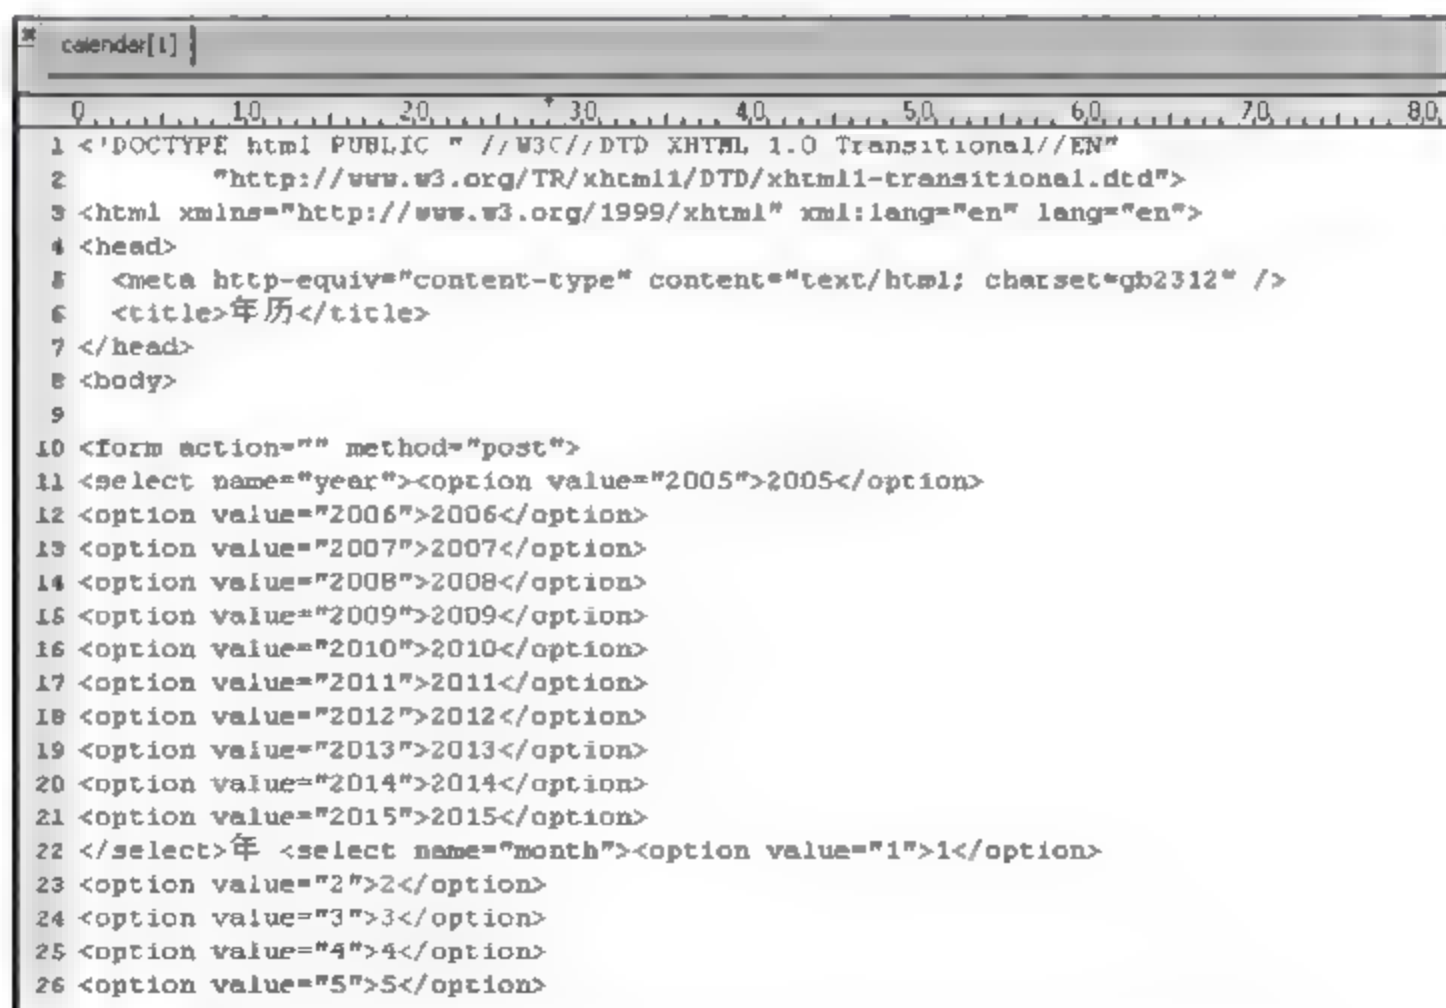 calendar[1]
0 10 20 30 40 50 60 70 80
1 <!DOCTYPE html PUBLIC "-//W3C//DTD XHTML 1.0 Transitional//EN"
2 "http://www.w3.org/TR/xhtml1/DTD/xhtml1-transitional.dtd">
3 <html xmlns="http://www.w3.org/1999/xhtml" xml:lang="en" lang="en">
4 <head>
5 <meta http-equiv="content-type" content="text/html; charset=gb2312" />
6 <title>年历</title>
7 </head>
8 <body>
9
10 <form action="" method="post">
11 <select name="year"><option value="2005">2005</option>
12 <option value="2006">2006</option>
13 <option value="2007">2007</option>
14 <option value="2008">2008</option>
15 <option value="2009">2009</option>
16 <option value="2010">2010</option>
17 <option value="2011">2011</option>
18 <option value="2012">2012</option>
19 <option value="2013">2013</option>
20 <option value="2014">2014</option>
21 <option value="2015">2015</option>
22 </select>年 <select name="month"><option value="1">1</option>
23 <option value="2">2</option>
24 <option value="3">3</option>
25 <option value="4">4</option>
26 <option value="5">5</option>